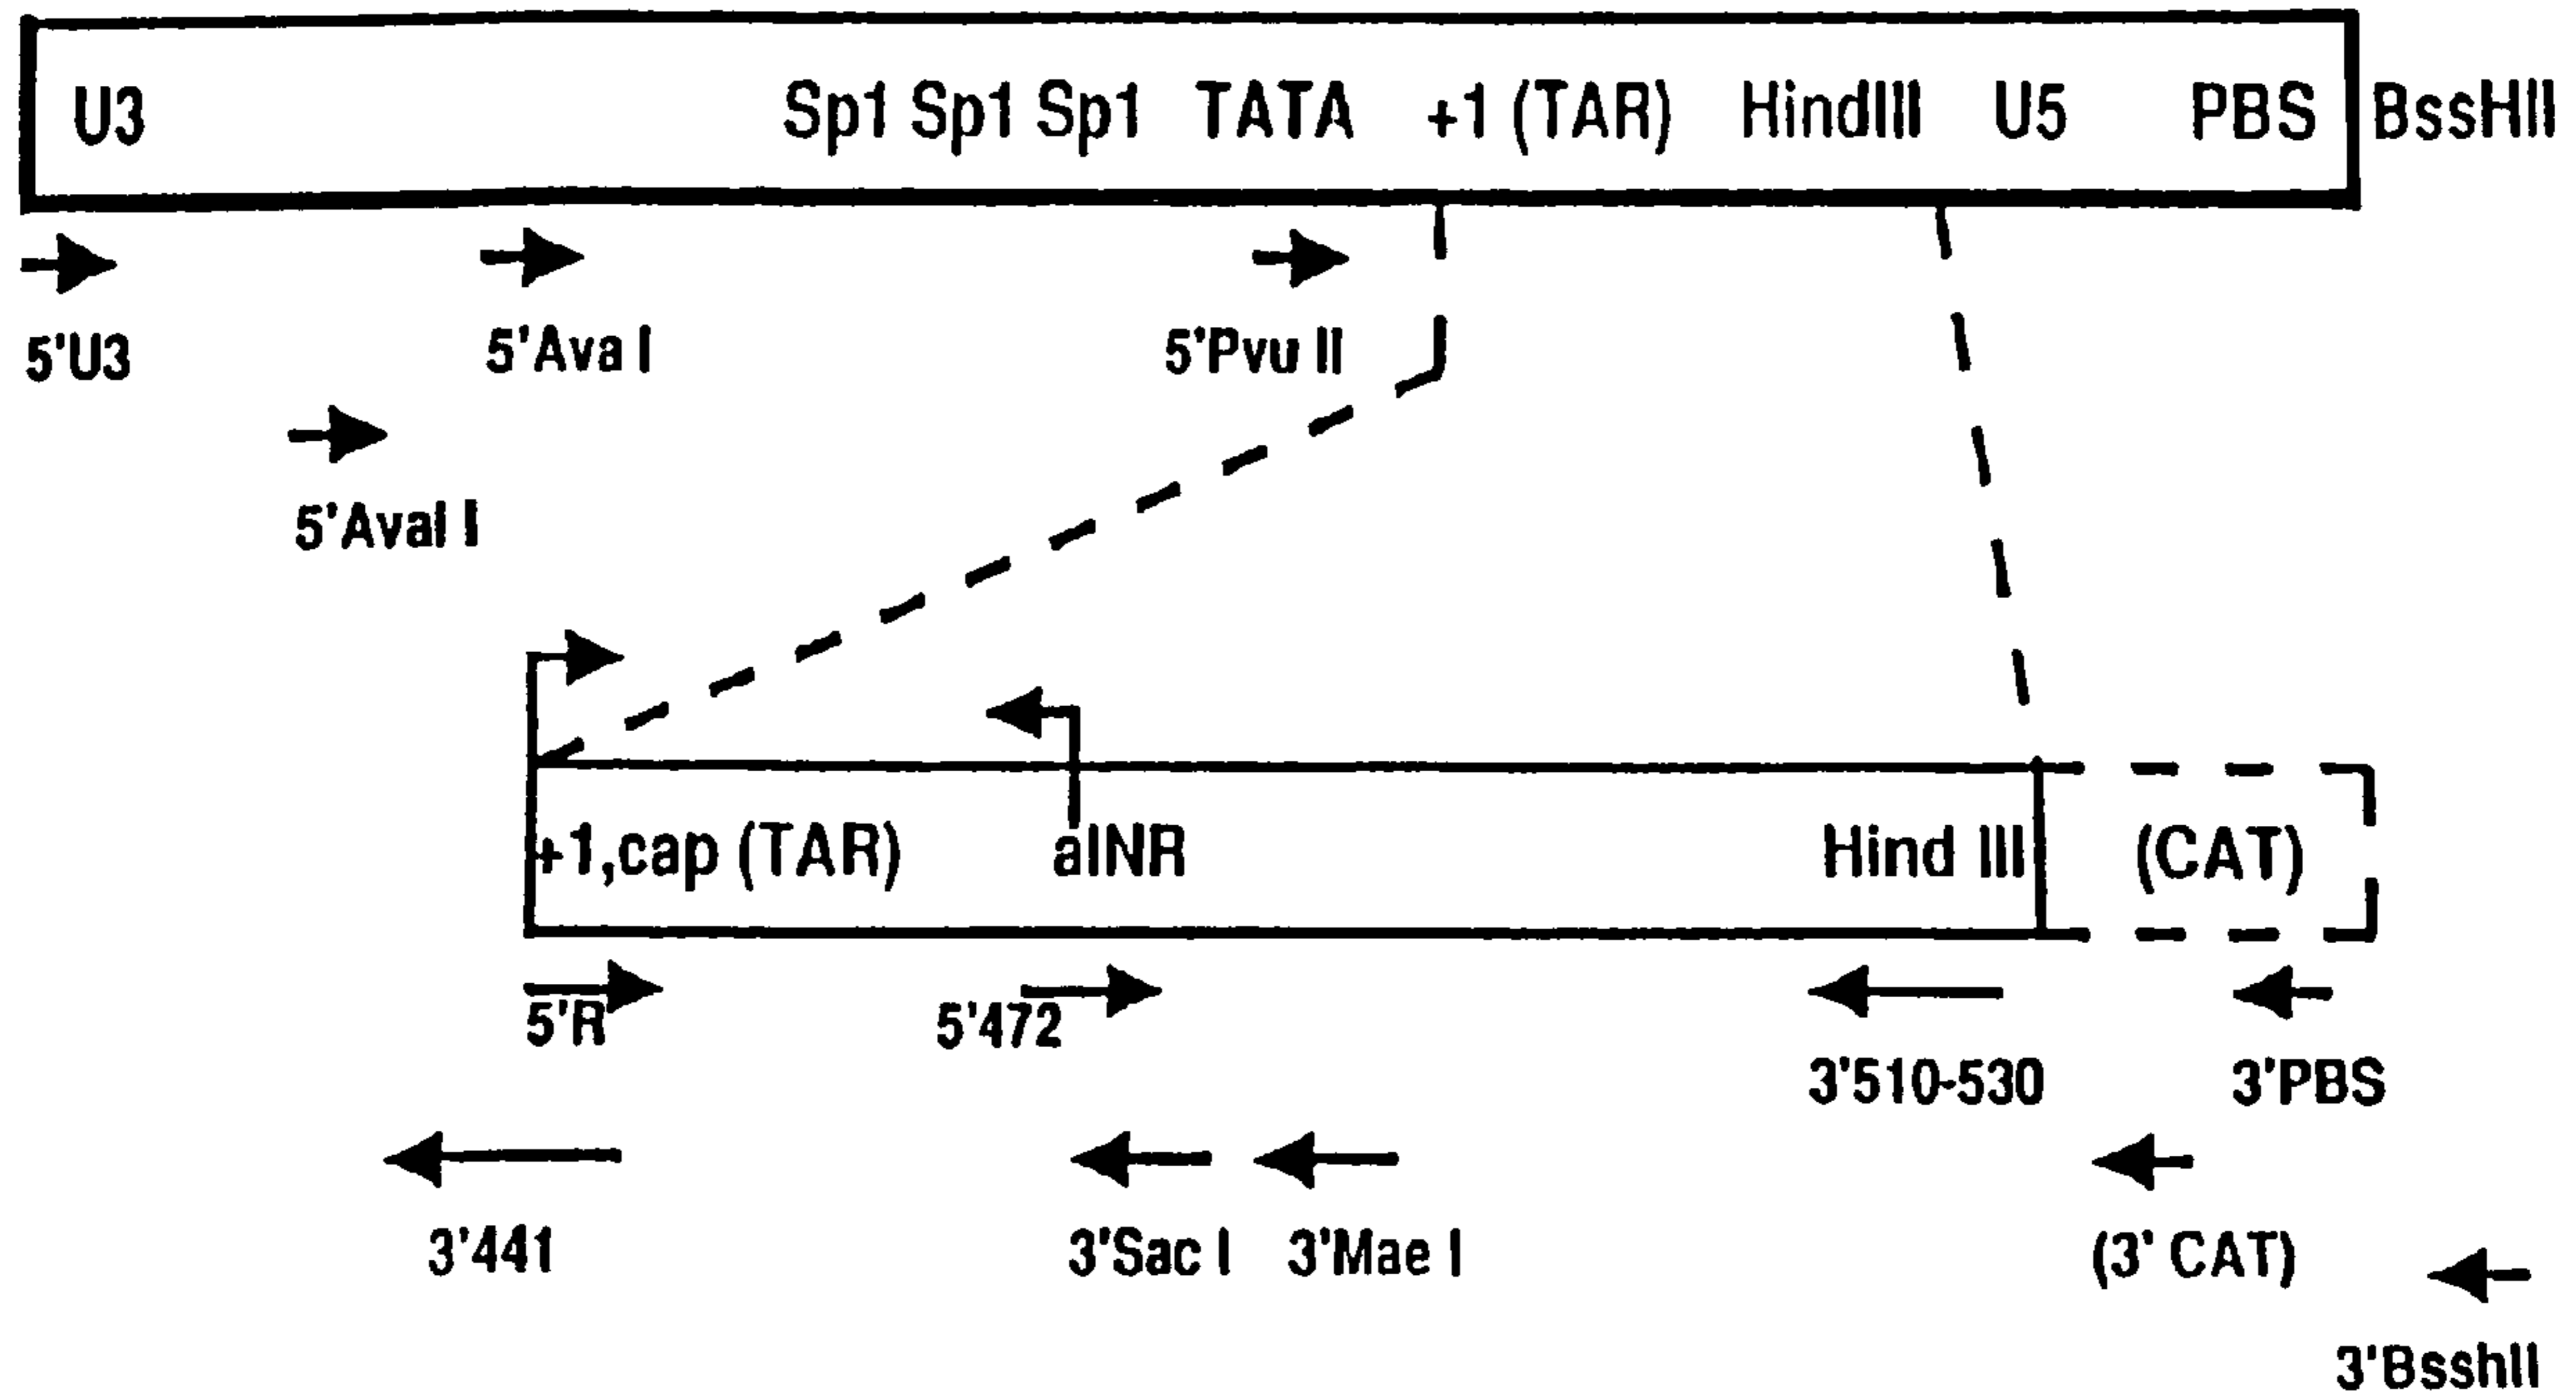 U3 Sp1 Sp1 Sp1 TATA +1 (TAR) HindIII U5 PBS BssHII
5'U3 5'Ava I 5'Pvu II
5'Aval I
+1,cap (TAR) aINR Hind III (CAT)
5'R 5'472
3'510-530 3'PBS
3'441 3'Sac I 3'Mae I (3' CAT)
3'BsshII